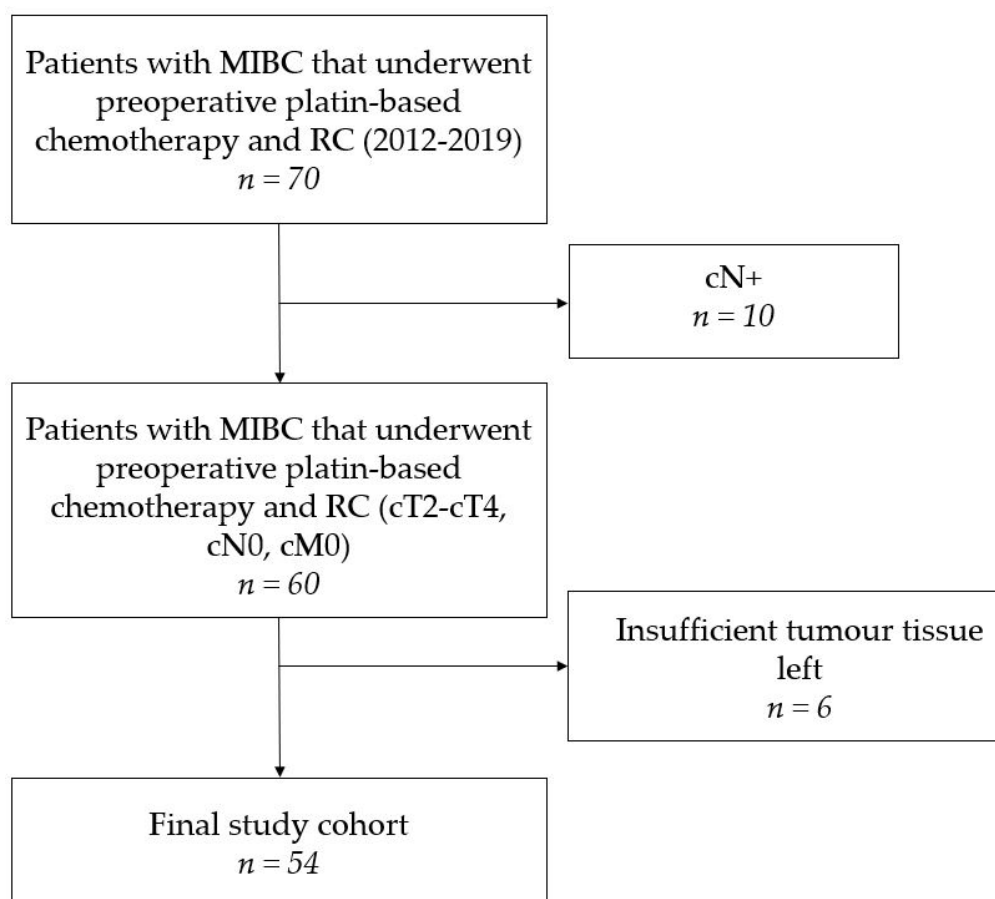 Patients with MIBC that underwent
preoperative platin-based
chemotherapy and RC (2012-2019)
n = 70
cN+
n = 10
Patients with MIBC that underwent
preoperative platin-based
chemotherapy and RC (cT2-cT4,
cN0, cM0)
n = 60
Insufficient tumour tissue
left
n = 6
Final study cohort
n = 54